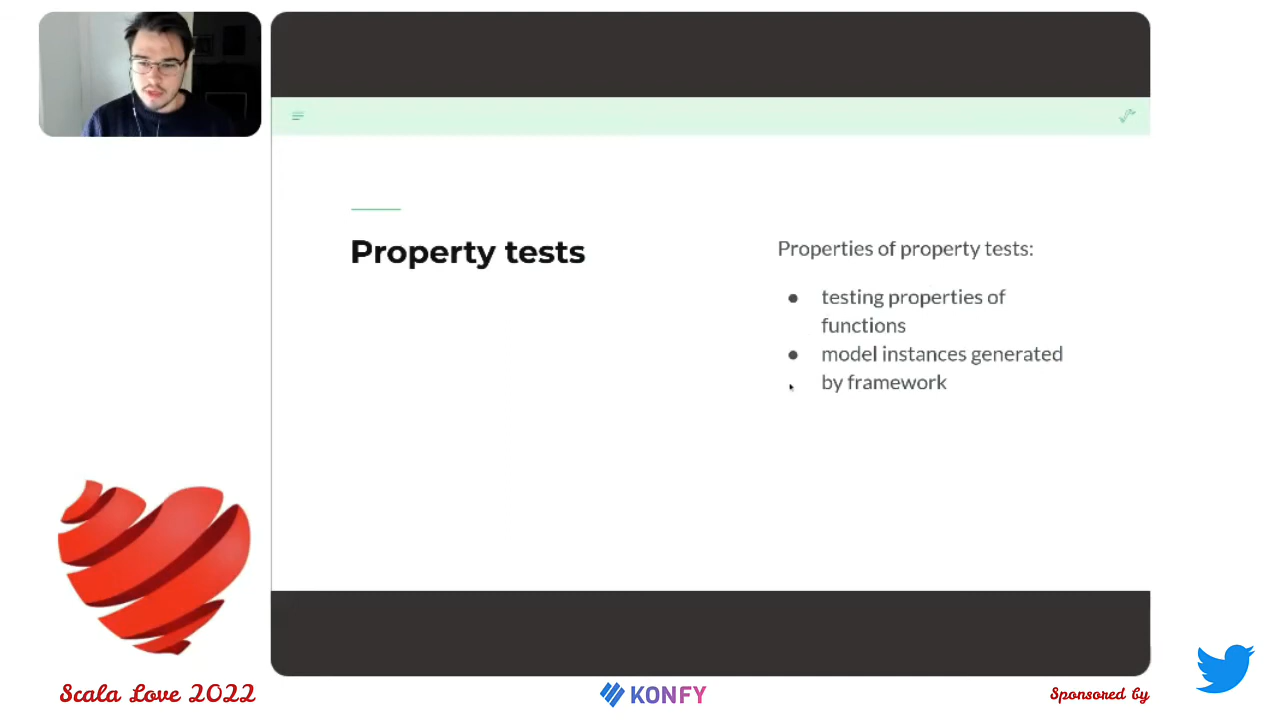 Property tests
Properties of property tests:
● testing properties of
functions
● model instances generated
by framework
Scala Love 2022
KONFY
Sponsored by